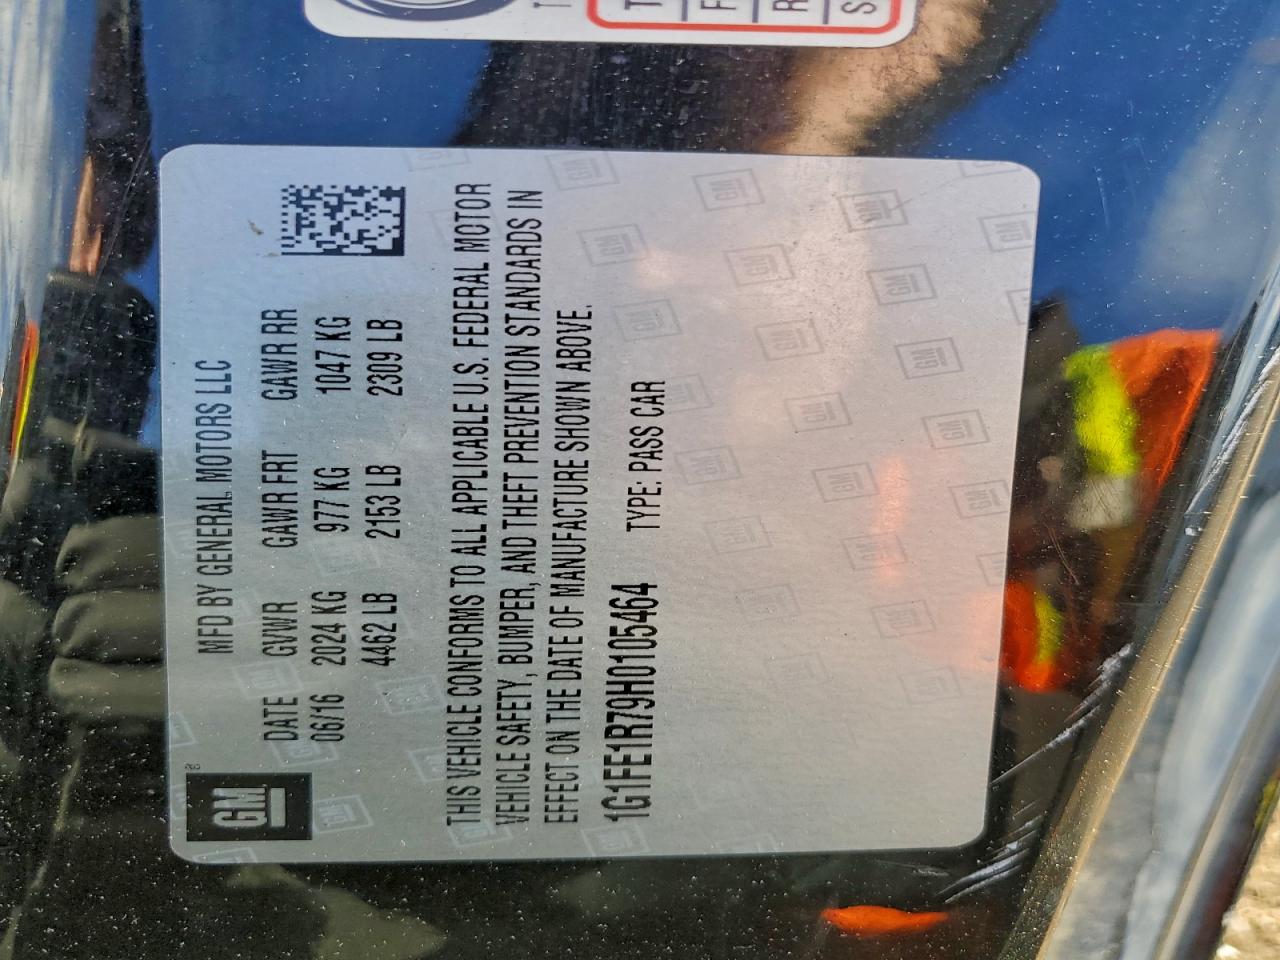 GM
MFD BY GENERAL MOTORS LLC
DATE GVWR GAWR FRT GAWR RR
06/16 2024 KG 977 KG 1047 KG
4462 LB 2153 LB 2309 LB
THIS VEHICLE CONFORMS TO ALL APPLICABLE U.S. FEDERAL MOTOR
VEHICLE SAFETY, BUMPER, AND THEFT PREVENTION STANDARDS IN
EFFECT ON THE DATE OF MANUFACTURE SHOWN ABOVE.
1G1FE1R79H0105464 TYPE: PASS CAR